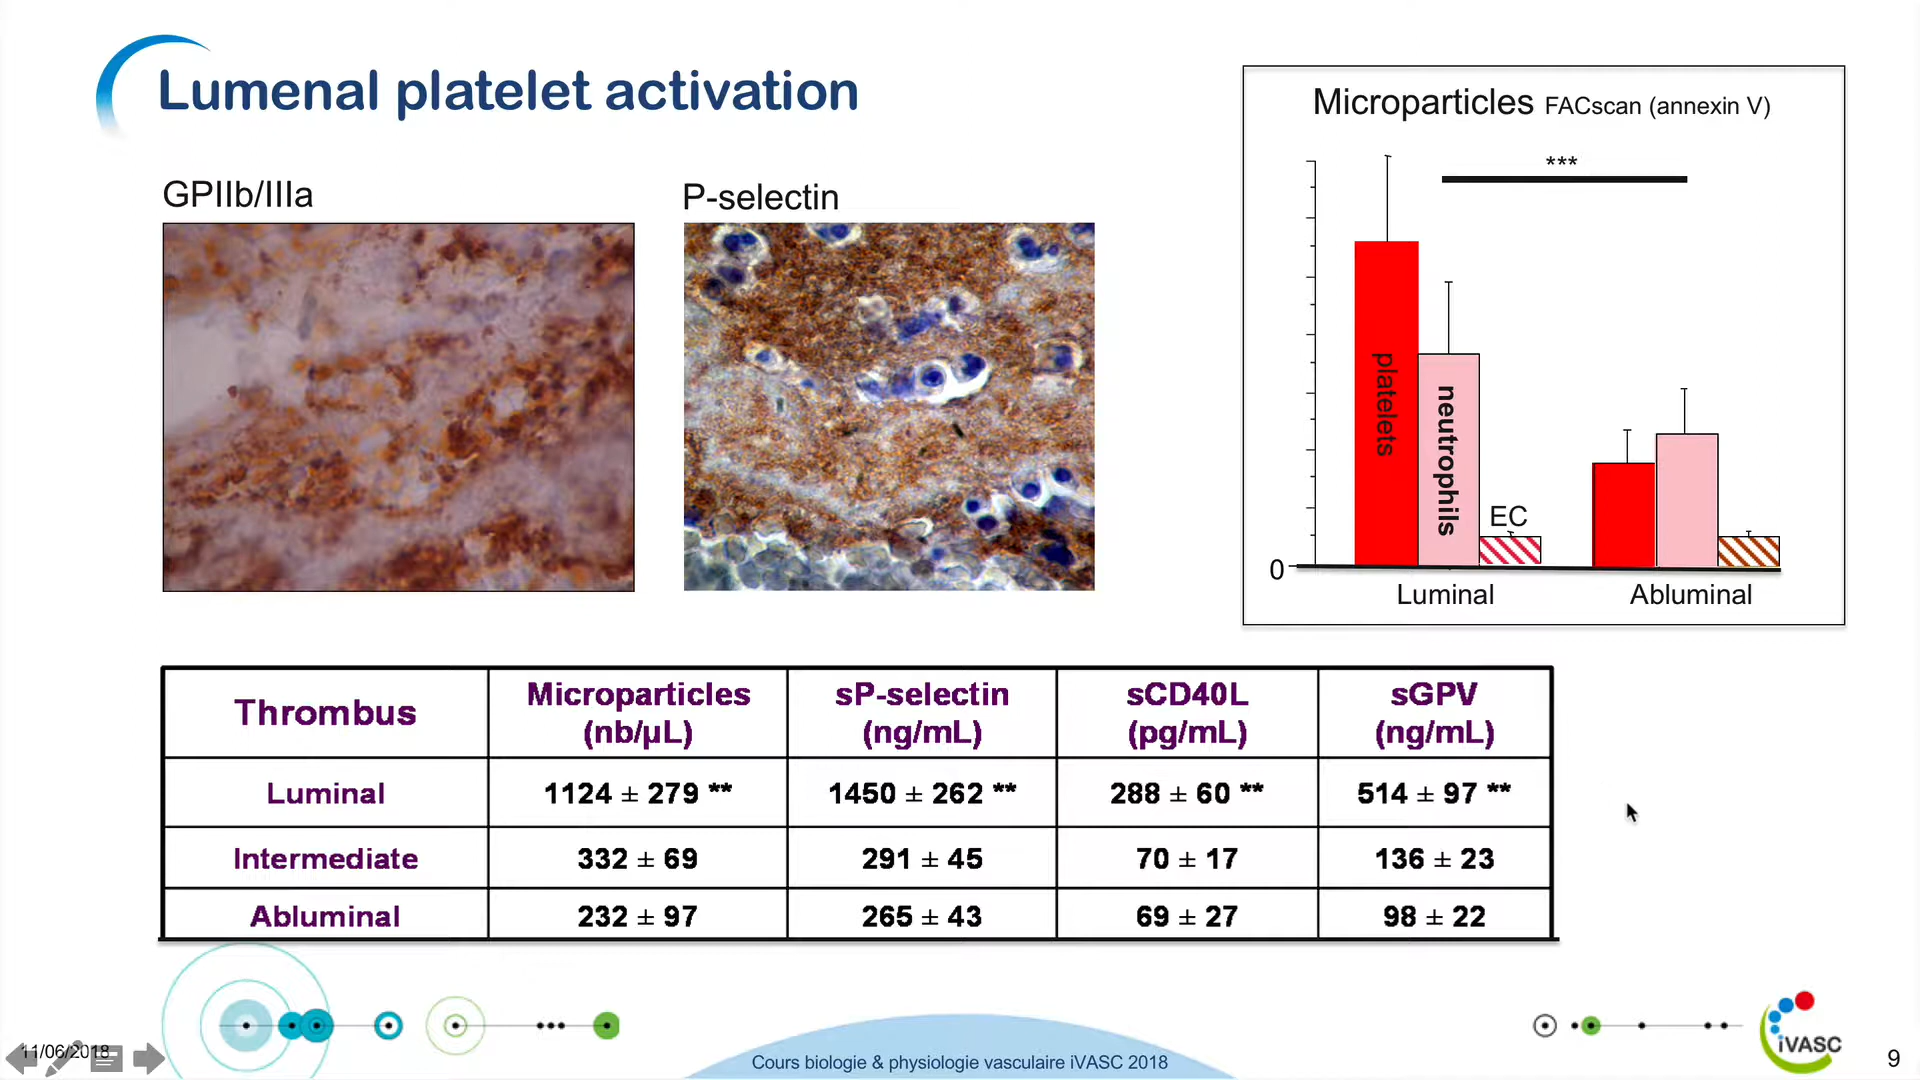 Lumenal platelet activation
GPIIb/IIIa
P-selectin
Microparticles FACscan (annexin V)
***
platelets
neutrophils
EC
0
Luminal
Abluminal
Thrombus
Microparticles (nb/µL)
sP-selectin (ng/mL)
sCD40L (pg/mL)
sGPV (ng/mL)
Luminal 1124 ± 279 ** 1450 ± 262 ** 288 ± 60 ** 514 ± 97 **
Intermediate 332 ± 69 291 ± 45 70 ± 17 136 ± 23
Abluminal 232 ± 97 265 ± 43 69 ± 27 98 ± 22
11/06/2018
Cours biologie & physiologie vasculaire iVASC 2018
iVASC
9